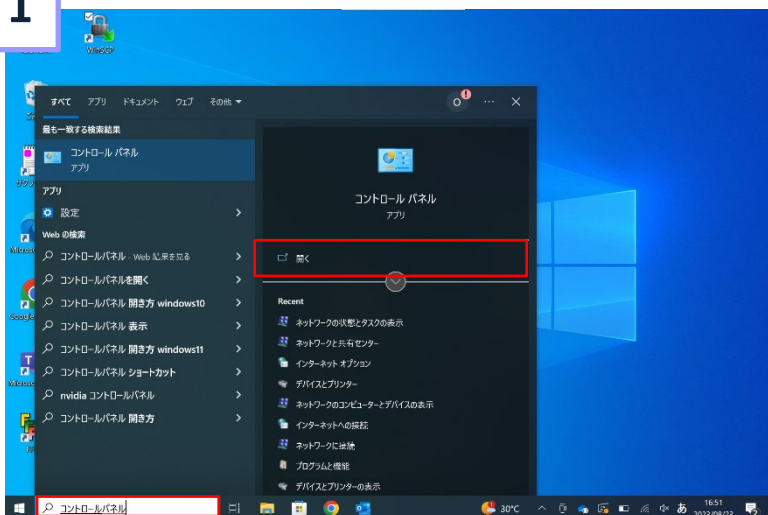 1
WinSCP
すべて アプリ ドキュメント ウェブ その他
最も一致する検索結果
コントロール パネル
アプリ
アプリ
設定
Web の検索
コントロールパネル - Web 結果を見る
コントロールパネルを開く
コントロールパネル 開き方 windows10
コントロールパネル 表示
コントロールパネル 開き方 windows11
コントロールパネル ショートカット
nvidia コントロールパネル
コントロールパネル 開き方
O
コントロール パネル
アプリ
開く
Recent
ネットワークの状態とタスクの表示
ネットワークと共有センター
インターネット オプション
デバイスとプリンター
ネットワークのコンピューターとデバイスの表示
インターネットへの接続
ネットワークに接続
プログラムと機能
デバイスとプリンターの表示
コントロールパネル
30°C
あ
16:51
2023/08/23